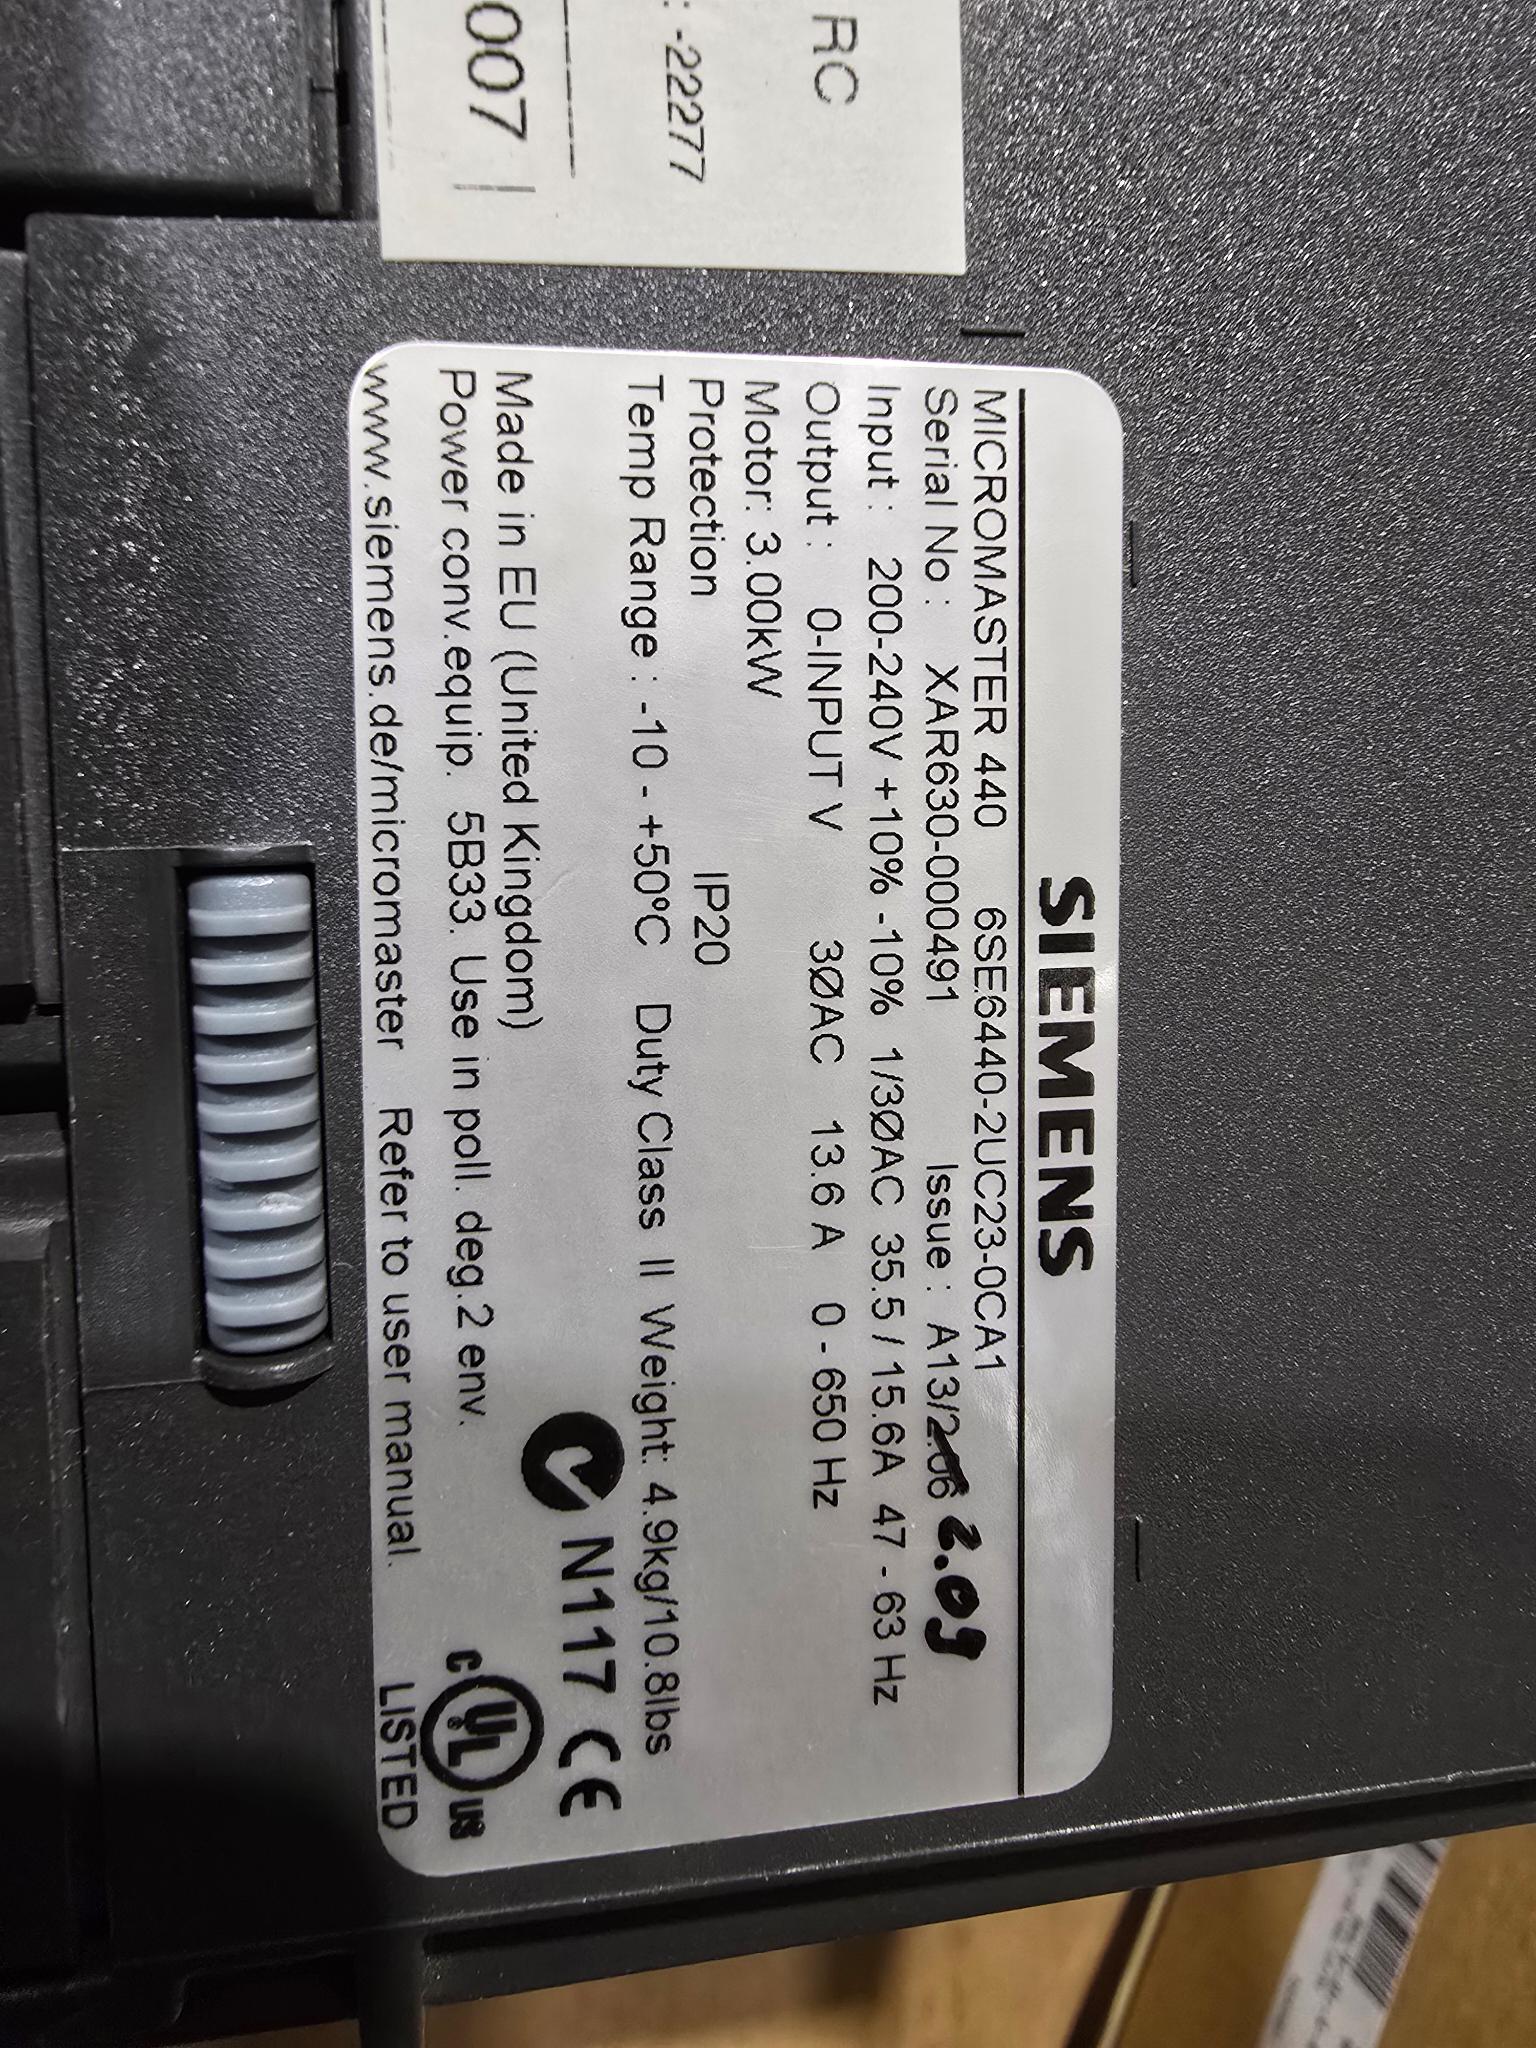 RC
: -22277
007
SIEMENS
MICROMASTER 440 6SE6440-2UC23-0CA1
Serial No : XAR630-000491 Issue : A13/2.06 2.09
Input : 200-240V +10% -10% 1/3ØAC 35.5 / 15.6A 47 - 63 Hz
Output : 0-INPUT V 3ØAC 13.6 A 0 - 650 Hz
Motor: 3.00kW
Protection IP20
Temp Range : -10 - +50ºC Duty Class II Weight: 4.9kg/10.8lbs
Made in EU (United Kingdom) N117 CE
Power conv.equip. 5B33. Use in poll. deg.2 env. C UL US
www.siemens.de/micromaster Refer to user manual. LISTED